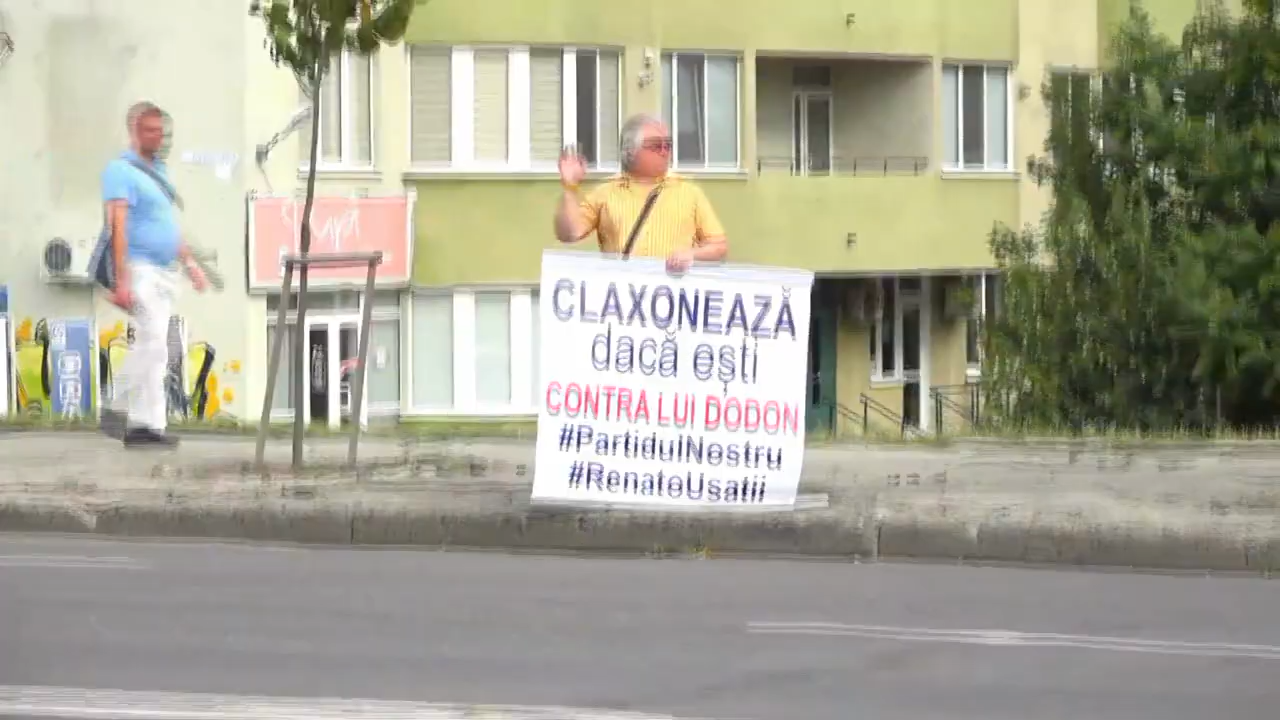 CLAXONEAZĂ
dacă ești
CONTRA LUI DODON
#PartidulNostru
#RenatoUsatii